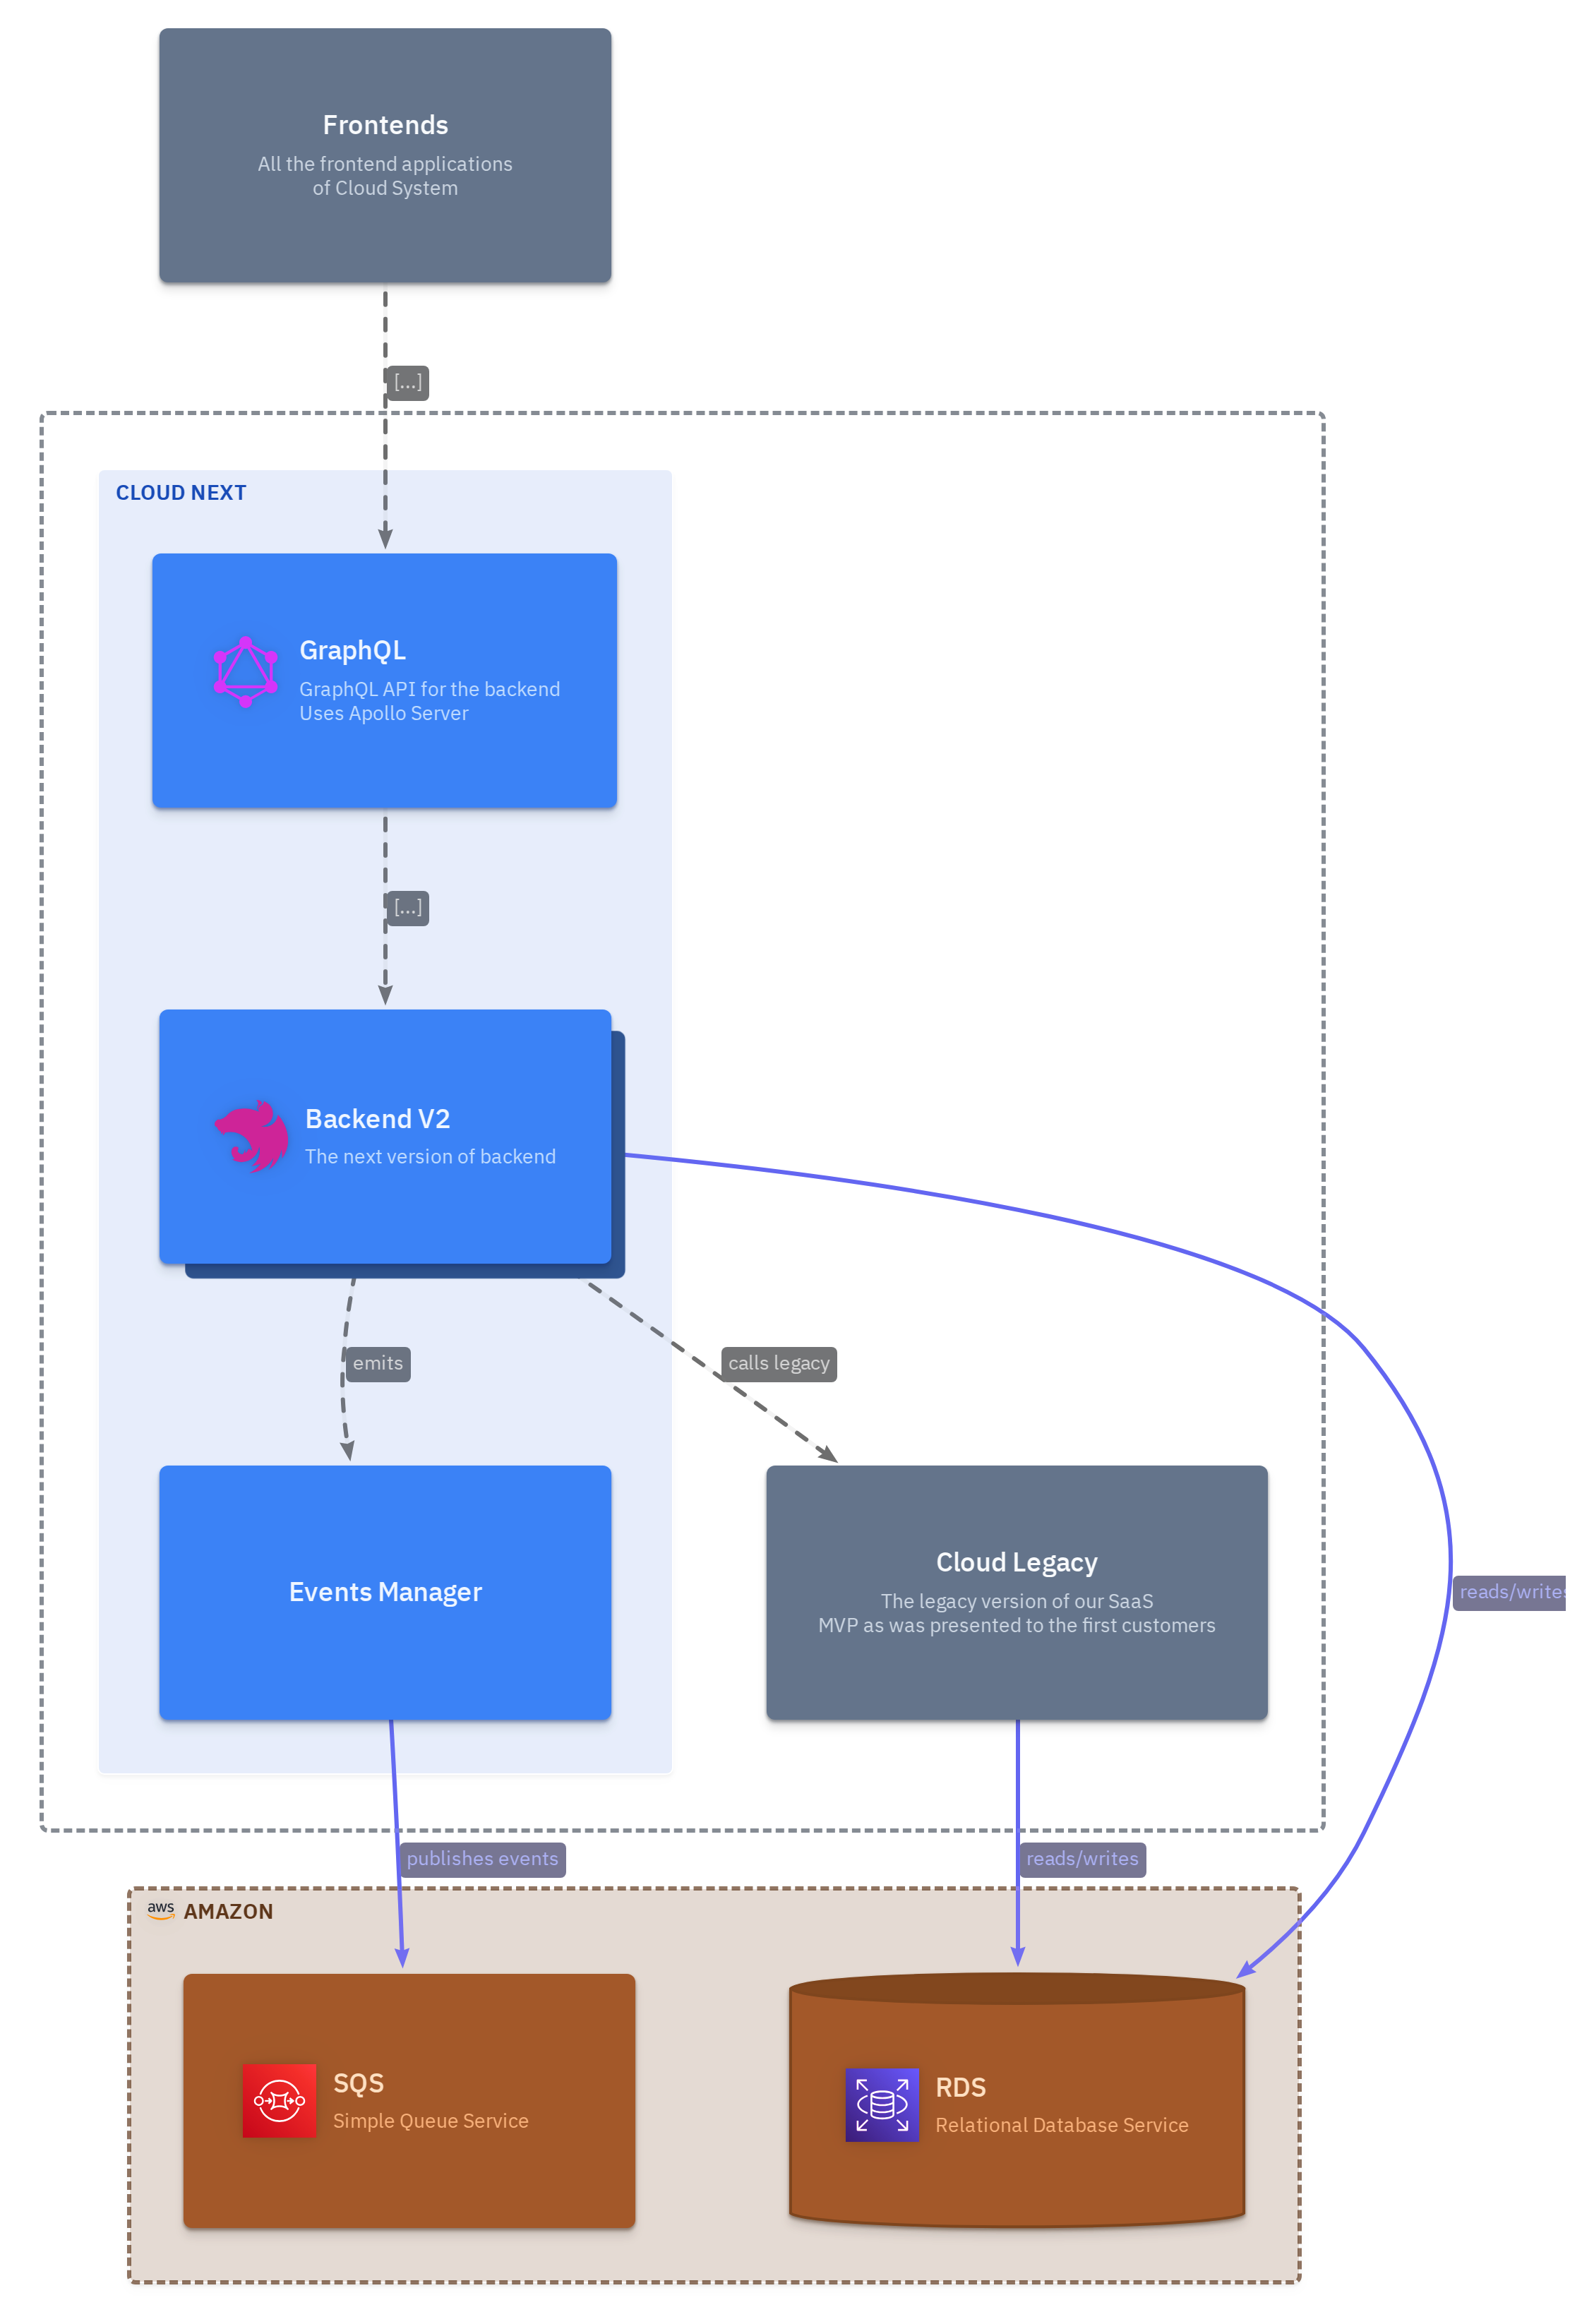 Frontends
All the frontend applications
of Cloud System
[...]
CLOUD NEXT
GraphQL
GraphQL API for the backend
Uses Apollo Server
[...]
Backend V2
The next version of backend
emits
calls legacy
Events Manager
Cloud Legacy
The legacy version of our SaaS
MVP as was presented to the first customers
reads/writes
publishes events
reads/writes
aws AMAZON
SQS
Simple Queue Service
RDS
Relational Database Service